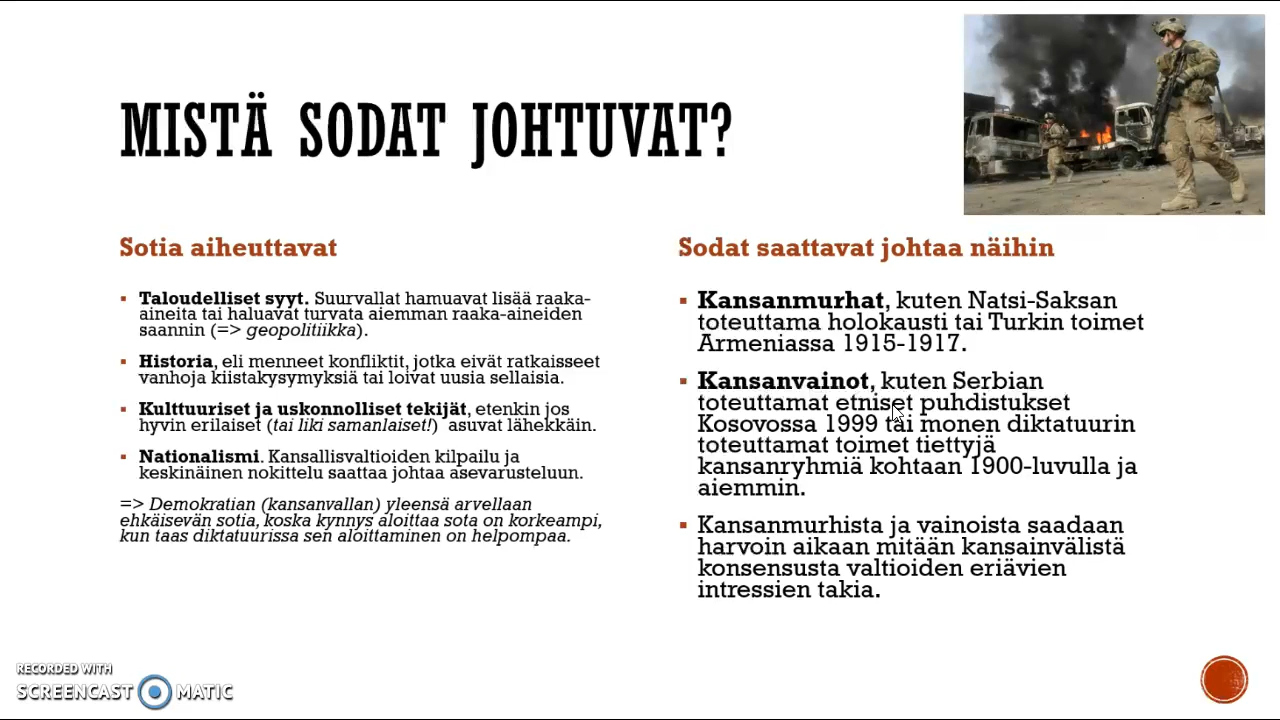 MISTÄ SODAT JOHTUVAT?
Sotia aiheuttavat
▪ Taloudelliset syyt. Suurvallat hamuavat lisää raaka-
aineita tai haluavat turvata aiemman raaka-aineiden
saannin (=> geopolitiikka).
▪ Historia, eli menneet konfliktit, jotka eivät ratkaisseet
vanhoja kiistakysymyksiä tai loivat uusia sellaisia.
▪ Kulttuuriset ja uskonnolliset tekijät, etenkin jos
hyvin erilaiset (tai liki samanlaiset!) asuvat lähekkäin.
▪ Nationalismi. Kansallisvaltioiden kilpailu ja
keskinäinen nokittelu saattaa johtaa asevarusteluun.
=> Demokratian (kansanvallan) yleensä arvellaan
ehkäisevän sotia, koska kynnys aloittaa sota on korkeampi,
kun taas diktatuurissa sen aloittaminen on helpompaa.
Sodat saattavat johtaa näihin
▪ Kansanmurhat, kuten Natsi-Saksan
toteuttama holokausti tai Turkin toimet
Armeniassa 1915-1917.
▪ Kansanvainot, kuten Serbian
toteuttamat etniset puhdistukset
Kosovossa 1999 tai monen diktatuurin
toteuttamat toimet tiettyjä
kansanryhmiä kohtaan 1900-luvulla ja
aiemmin.
▪ Kansanmurhista ja vainoista saadaan
harvoin aikaan mitään kansainvälistä
konsensusta valtioiden eriävien
intressien takia.
RECORDED WITH
SCREENCAST MATIC